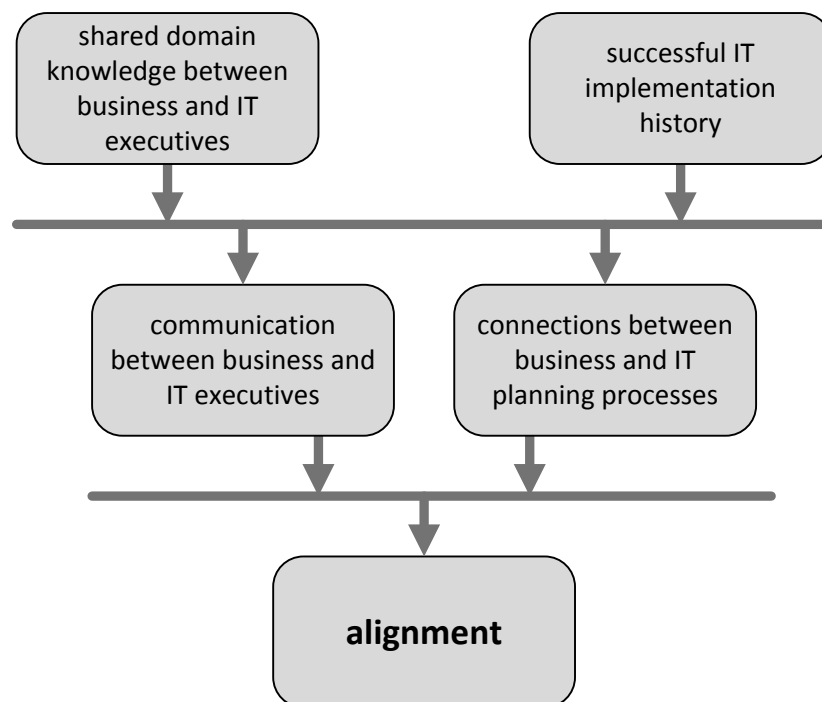 shared domain
knowledge between
business and IT
executives
successful IT
implementation
history
communication
between business and
IT executives
connections between
business and IT
planning processes
alignment